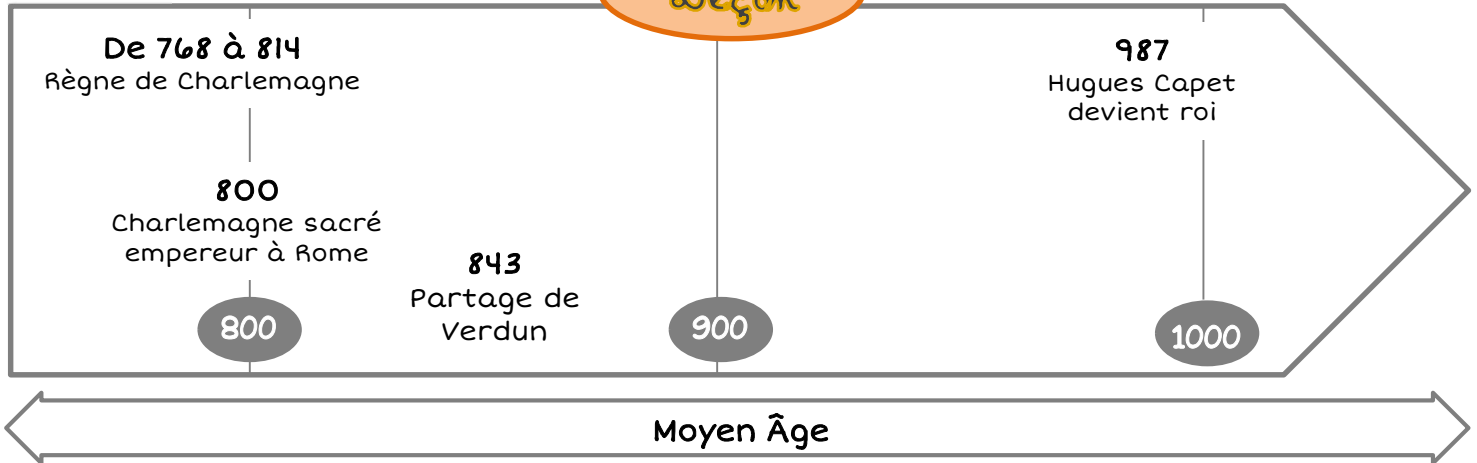 Leçon
De 768 à 814
Règne de Charlemagne
800
Charlemagne sacré
empereur à Rome
843
Partage de
Verdun
987
Hugues Capet
devient roi
800
900
1000
Moyen Âge